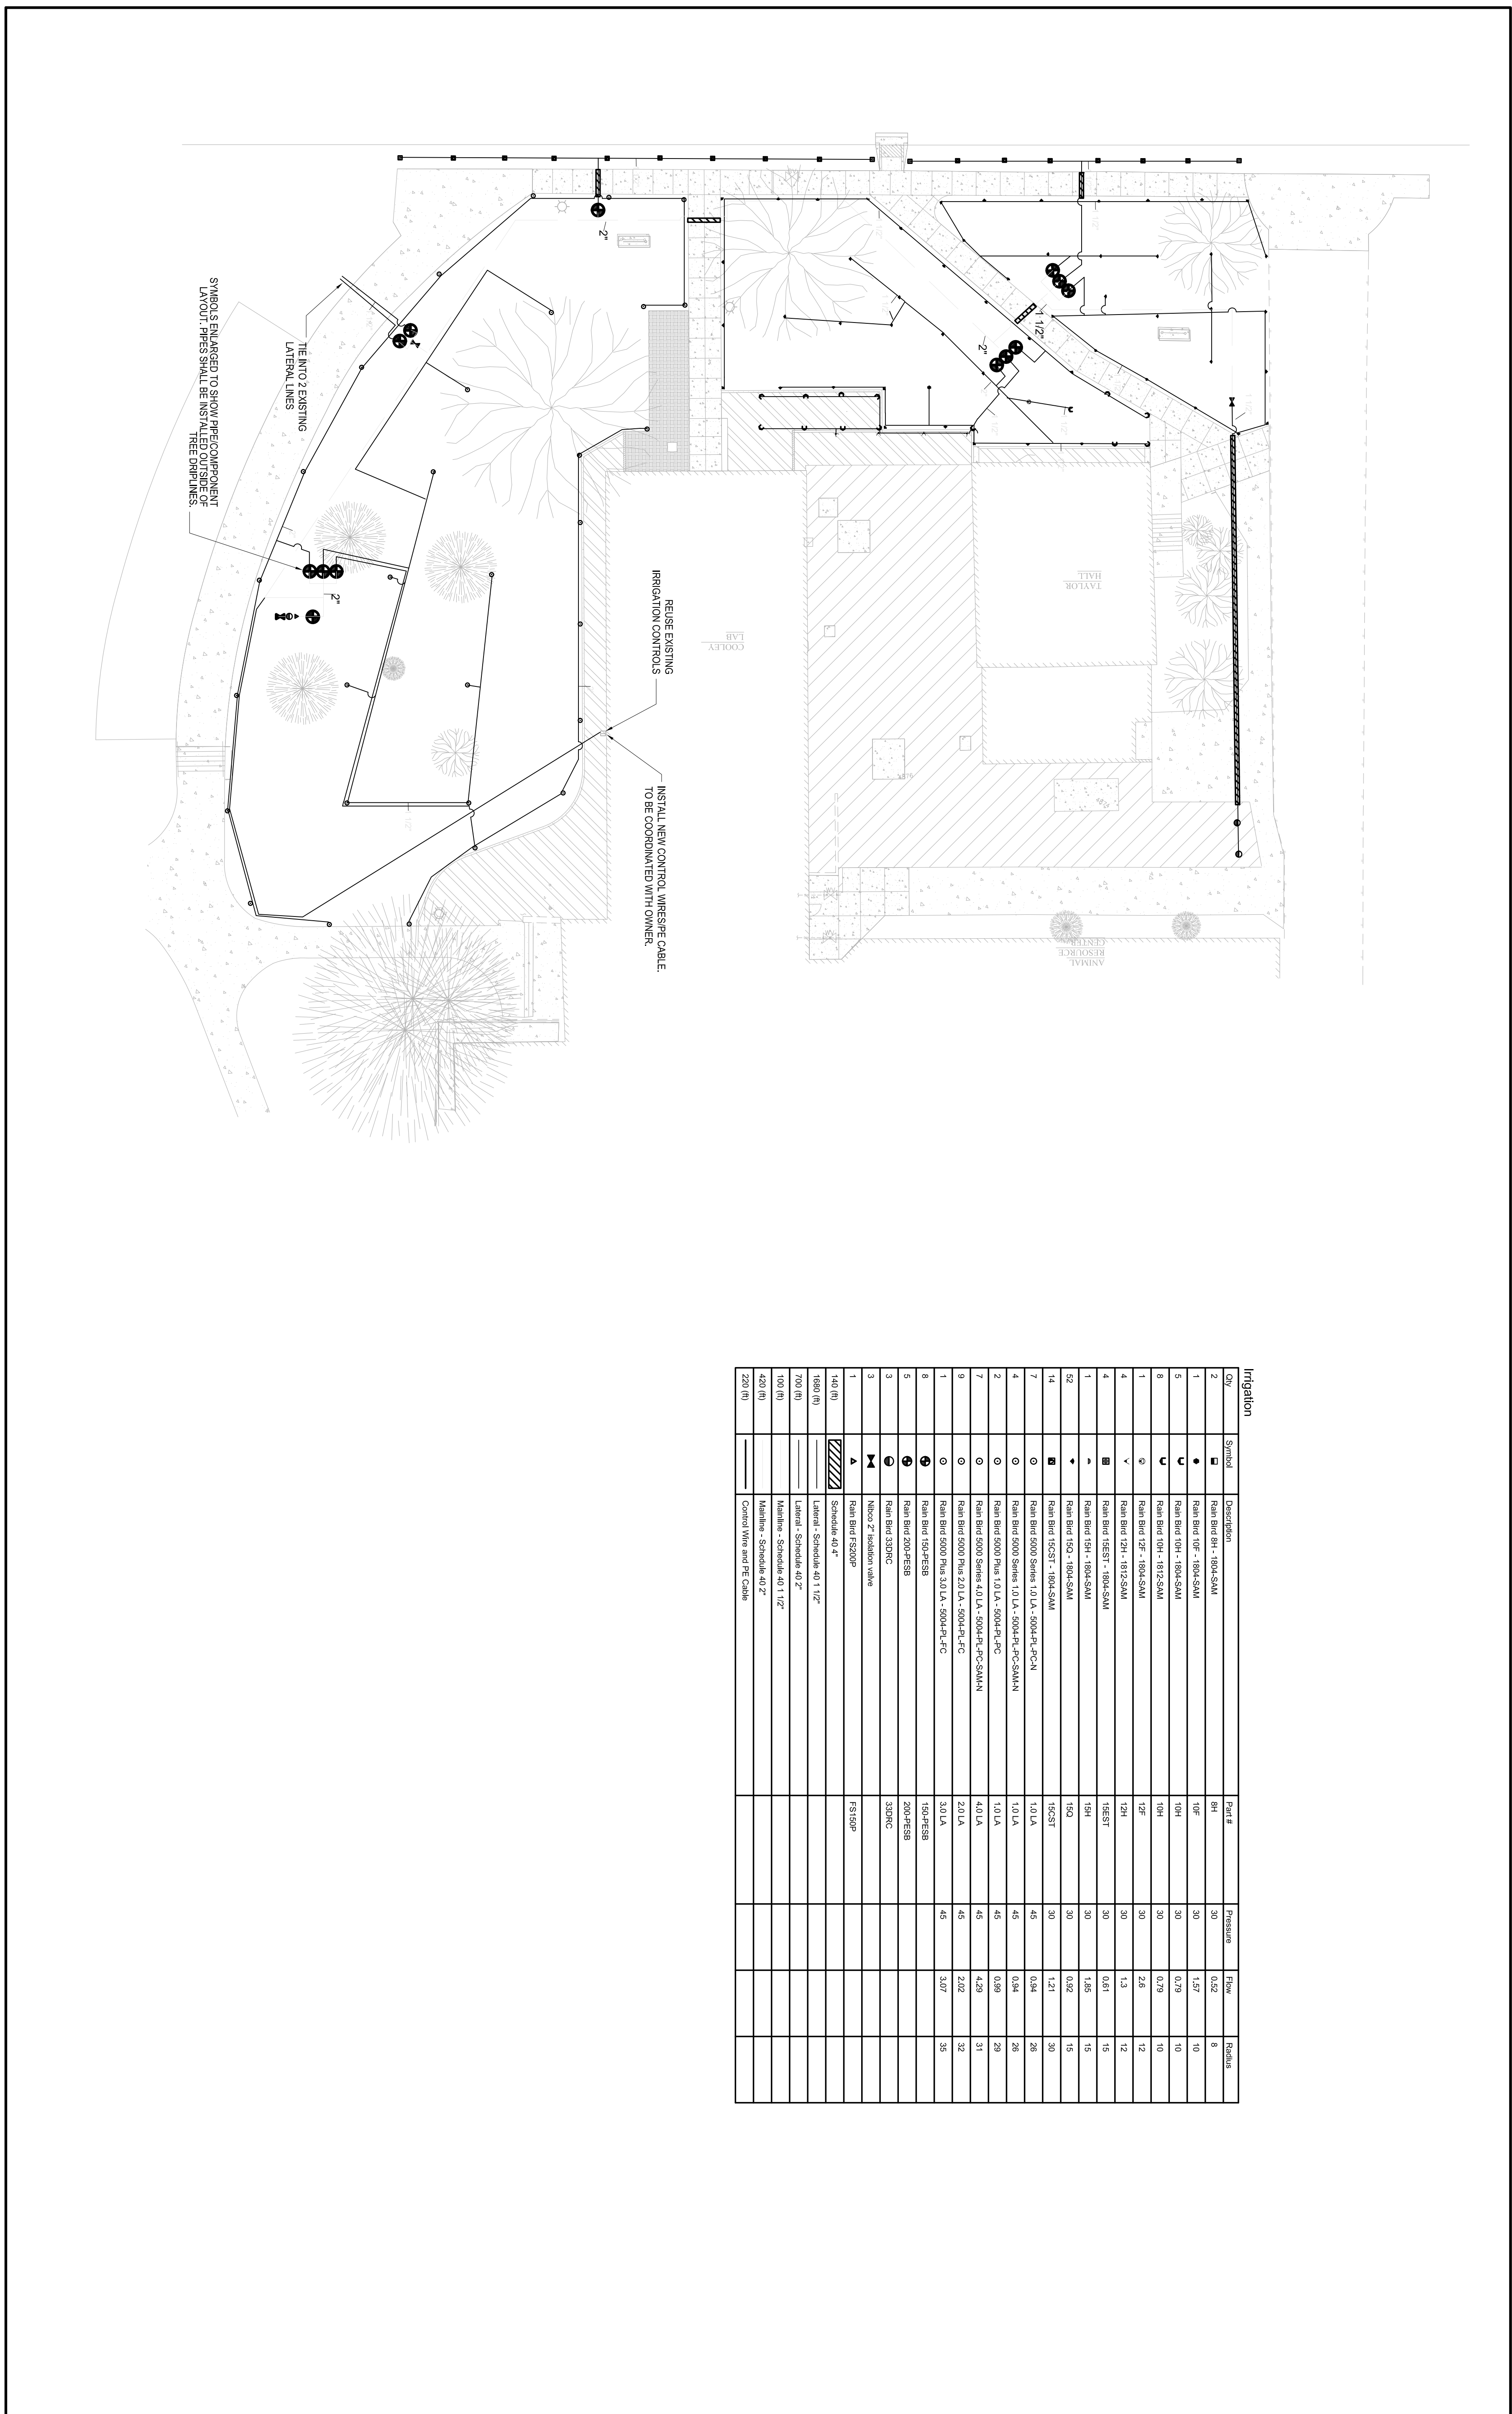 SYMBOLS ENLARGED TO SHOW PIPE/COMPPONENT
LAYOUT. PIPES SHALL BE INSTALLED OUTSIDE OF
TREE DRIPLINES.
TIE INTO 2 EXISTING
LATERAL LINES
REUSE EXISTING
IRRIGATION CONTROLS
INSTALL NEW CONTROL WIRES/PE CABLE.
TO BE COORDINATED WITH OWNER.
2"
2"
2"
1 1/2"
COOLEY
LAB
TAYLOR
HALL
ANIMAL
RESOURCE
CENTER
Irrigation
Qty Symbol Description Part # Pressure Flow Radius
2 Rain Bird 8H - 1804-SAM 8H 30 0.52 8
1 Rain Bird 10F - 1804-SAM 10F 30 1.57 10
5 Rain Bird 10H - 1804-SAM 10H 30 0.79 10
8 Rain Bird 10H - 1812-SAM 10H 30 0.79 10
1 Rain Bird 12F - 1804-SAM 12F 30 2.6 12
4 Rain Bird 12H - 1812-SAM 12H 30 1.3 12
4 Rain Bird 15EST - 1804-SAM 15EST 30 0.61 15
1 Rain Bird 15H - 1804-SAM 15H 30 1.85 15
52 Rain Bird 15Q - 1804-SAM 15Q 30 0.92 15
14 Rain Bird 15CST - 1804-SAM 15CST 30 1.21 30
7 Rain Bird 5000 Series 1.0 LA - 5004-PL-PC-N 1.0 LA 45 0.94 26
4 Rain Bird 5000 Series 1.0 LA - 5004-PL-PC-SAM-N 1.0 LA 45 0.94 26
2 Rain Bird 5000 Plus 1.0 LA - 5004-PL-PC 1.0 LA 45 0.99 29
7 Rain Bird 5000 Series 4.0 LA - 5004-PL-PC-SAM-N 4.0 LA 45 4.29 31
9 Rain Bird 5000 Plus 2.0 LA - 5004-PL-FC 2.0 LA 45 2.02 32
1 Rain Bird 5000 Plus 3.0 LA - 5004-PL-FC 3.0 LA 45 3.07 35
8 Rain Bird 150-PESB 150-PESB
5 Rain Bird 200-PESB 200-PESB
3 Rain Bird 33DRC 33DRC
3 Nibco 2" isolation valve
1 Rain Bird FS200P FS150P
140 (ft) Schedule 40 4"
1680 (ft) Lateral - Schedule 40 1 1/2"
700 (ft) Lateral - Schedule 40 2"
100 (ft) Mainline - Schedule 40 1 1/2"
420 (ft) Mainline - Schedule 40 2"
220 (ft) Control Wire and PE Cable